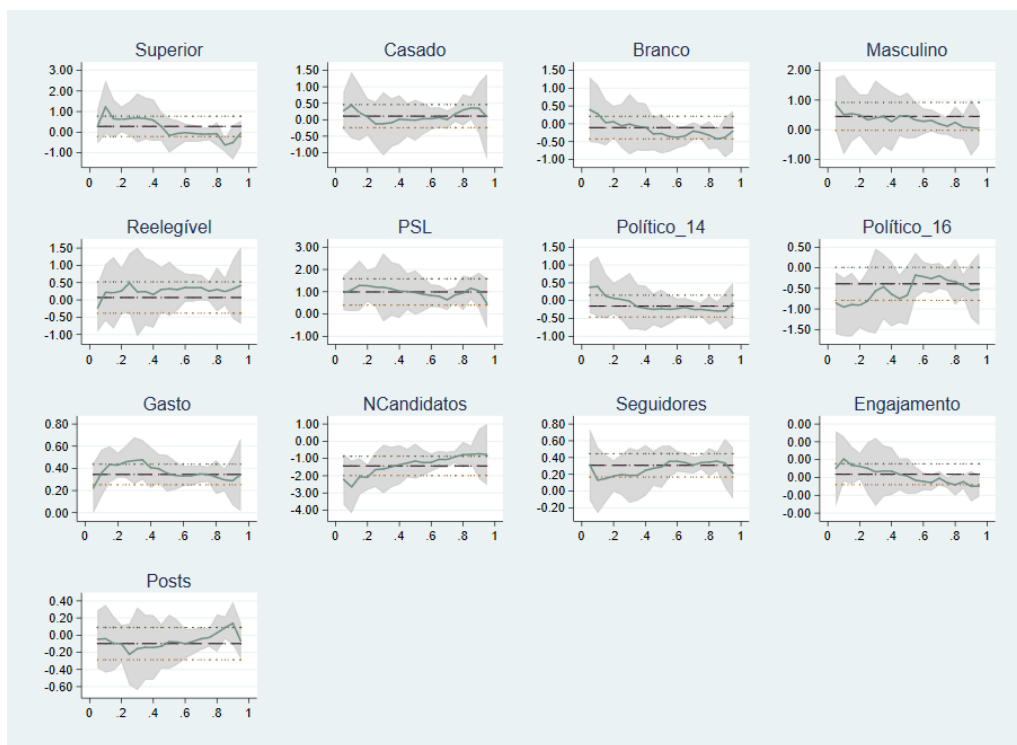 Superior Casado Branco Masculino
3.00 1.50 1.50 2.00
2.00 1.00 1.00 1.00
1.00 0.50 0.50 0.00
0.00 0.00 0.00 -1.00
-1.00 -0.50 -0.50
-1.00 -1.00
0 .2 .4 .6 .8 1 0 .2 .4 .6 .8 1 0 .2 .4 .6 .8 1 0 .2 .4 .6 .8 1
Reelegível PSL Político_14 Político_16
1.50 3.00 1.50 0.50
1.00 2.00 1.00 0.00
0.50 1.00 0.50 -0.50
0.00 0.00 0.00 -1.00
-0.50 -1.00 -0.50 -1.50
-1.00 -1.00
0 .2 .4 .6 .8 1 0 .2 .4 .6 .8 1 0 .2 .4 .6 .8 1 0 .2 .4 .6 .8 1
Gasto NCandidatos Seguidores Engajamento
0.80 1.00 0.80 0.00
0.60 0.00 0.60 0.00
0.40 -1.00 0.40 0.00
0.20 -2.00 0.20 -0.00
0.00 -3.00 0.00 -0.00
-4.00 -0.20
0 .2 .4 .6 .8 1 0 .2 .4 .6 .8 1 0 .2 .4 .6 .8 1 0 .2 .4 .6 .8 1
Posts
0.40
0.20
0.00
-0.20
-0.40
-0.60
0 .2 .4 .6 .8 1